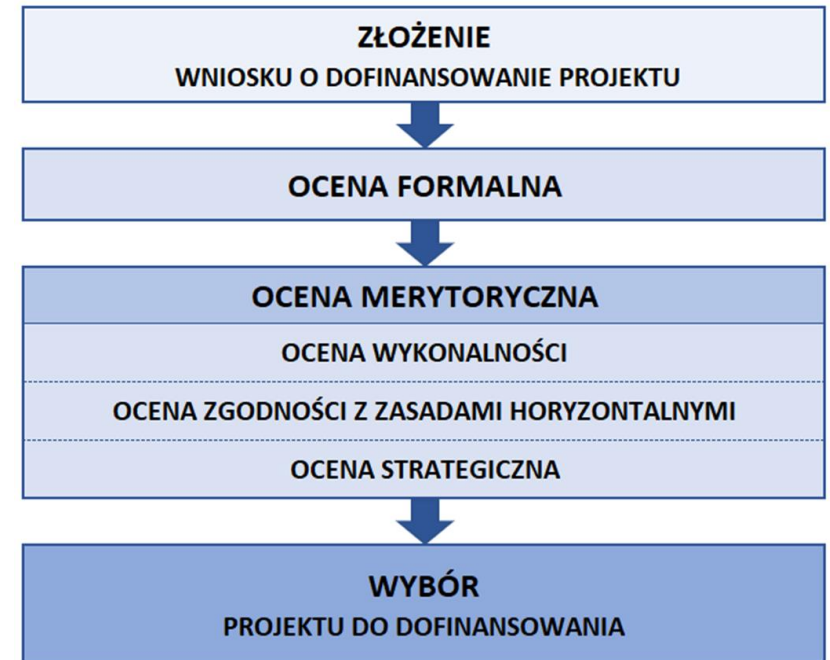 ZŁOŻENIE
WNIOSKU O DOFINANSOWANIE PROJEKTU
OCENA FORMALNA
OCENA MERYTORYCZNA
OCENA WYKONALNOŚCI
OCENA ZGODNOŚCI Z ZASADAMI HORYZONTALNYMI
OCENA STRATEGICZNA
WYBÓR
PROJEKTU DO DOFINANSOWANIA